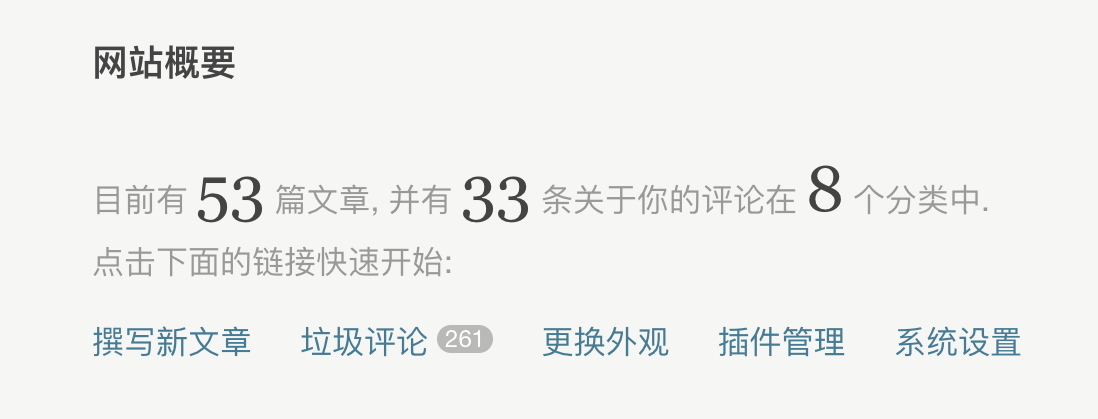 网站概要
目前有 53 篇文章, 并有 33 条关于你的评论在 8 个分类中.
点击下面的链接快速开始:
撰写新文章 垃圾评论 261 更换外观 插件管理 系统设置